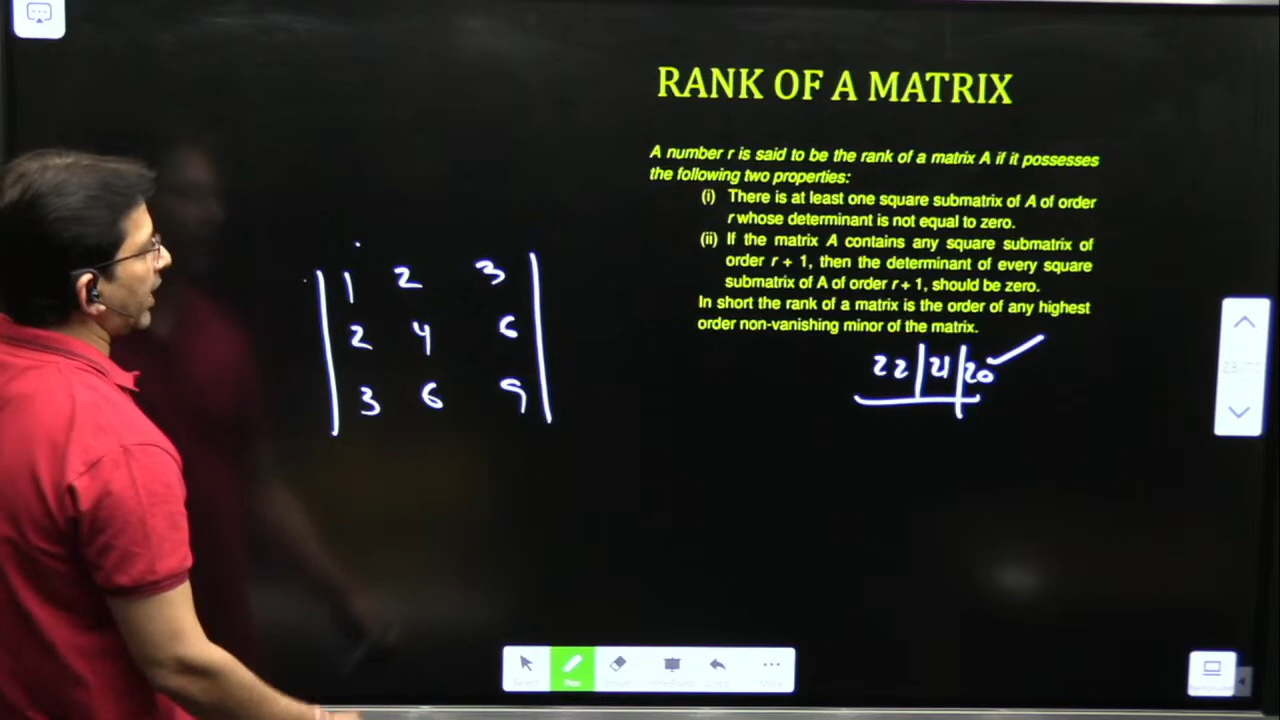 RANK OF A MATRIX
A number r is said to be the rank of a matrix A if it possesses
the following two properties:
(i) There is at least one square submatrix of A of order
r whose determinant is not equal to zero.
(ii) If the matrix A contains any square submatrix of
order r + 1, then the determinant of every square
submatrix of A of order r + 1, should be zero.
In short the rank of a matrix is the order of any highest
order non-vanishing minor of the matrix.
22 | 21 | 20
1 2 3
2 4 6
3 6 9